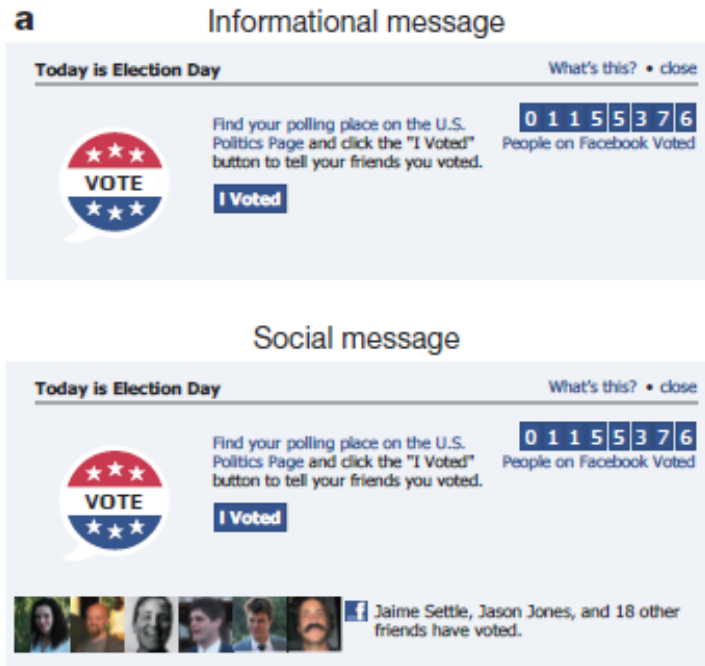 a
Informational message
Today is Election Day
What's this? • close
VOTE
Find your polling place on the U.S.
Politics Page and click the "I Voted"
button to tell your friends you voted.
I Voted
0 1 1 5 5 3 7 6
People on Facebook Voted
Social message
Today is Election Day
What's this? • close
VOTE
Find your polling place on the U.S.
Politics Page and click the "I Voted"
button to tell your friends you voted.
I Voted
0 1 1 5 5 3 7 6
People on Facebook Voted
f
Jaime Settle, Jason Jones, and 18 other
friends have voted.